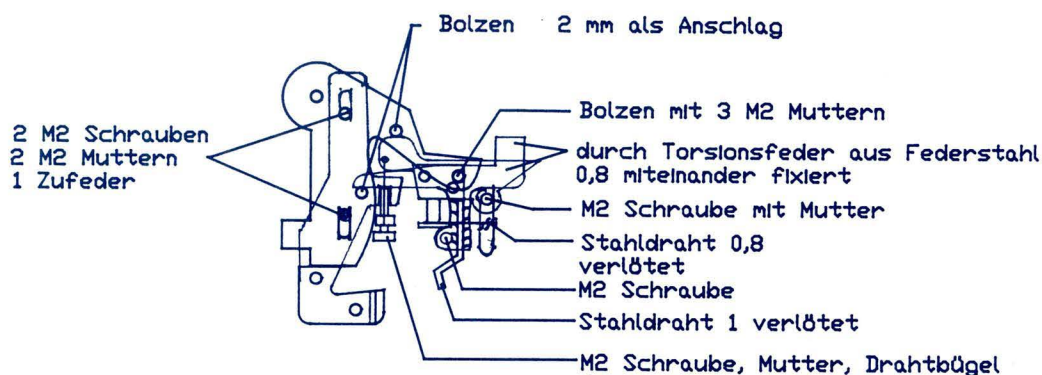 Bolzen 2 mm als Anschlag
Bolzen mit 3 M2 Muttern
2 M2 Schrauben
2 M2 Muttern
1 Zufeder
durch Torsionsfeder aus Federstahl
0,8 miteinander fixiert
M2 Schraube mit Mutter
Stahldraht 0,8
verlötet
M2 Schraube
Stahldraht 1 verlötet
M2 Schraube, Mutter, Drahtbügel